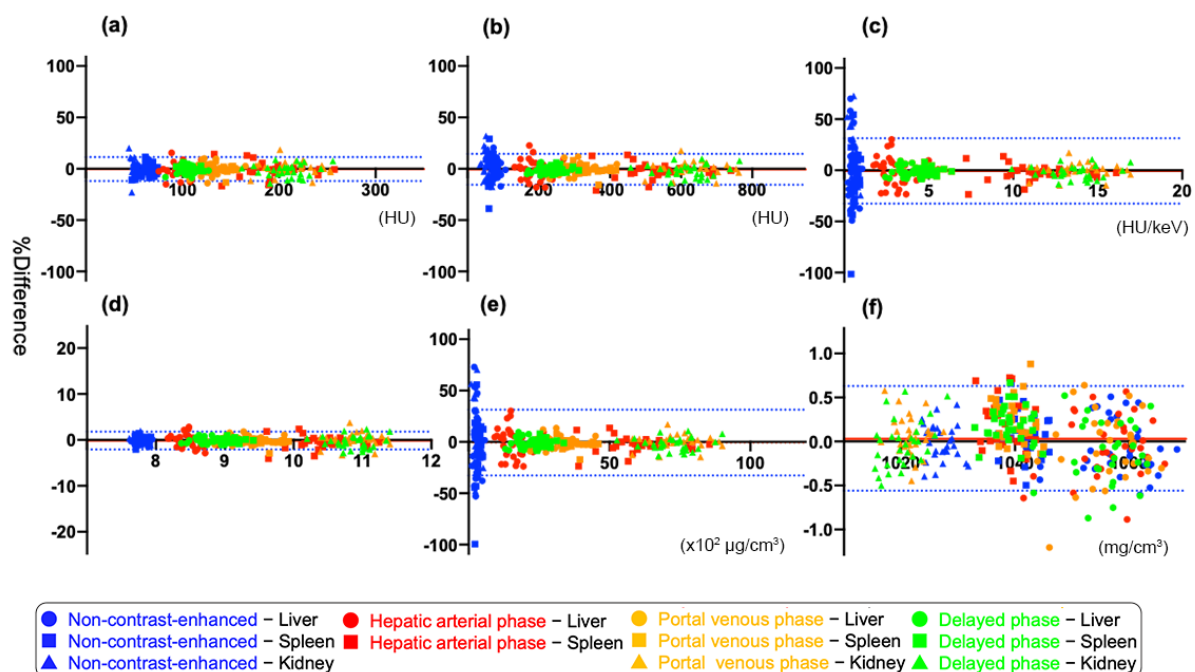 (a)
100
50
0
-50
-100
100
200
300
(HU)
(b)
100
50
0
-50
-100
200
400
600
800
(HU)
(c)
100
50
0
-50
-100
5
10
15
20
(HU/keV)
%Difference
(d)
20
10
0
-10
-20
8
9
10
11
12
(e)
100
50
0
-50
-100
50
100
(x10² µg/cm³)
(f)
1.0
0.5
0.0
-0.5
-1.0
1020
1040
(mg/cm³)
Non-contrast-enhanced – Liver
Hepatic arterial phase – Liver
Portal venous phase – Liver
Delayed phase – Liver
Non-contrast-enhanced – Spleen
Hepatic arterial phase – Spleen
Portal venous phase – Spleen
Delayed phase – Spleen
Non-contrast-enhanced – Kidney
Portal venous phase – Kidney
Delayed phase – Kidney